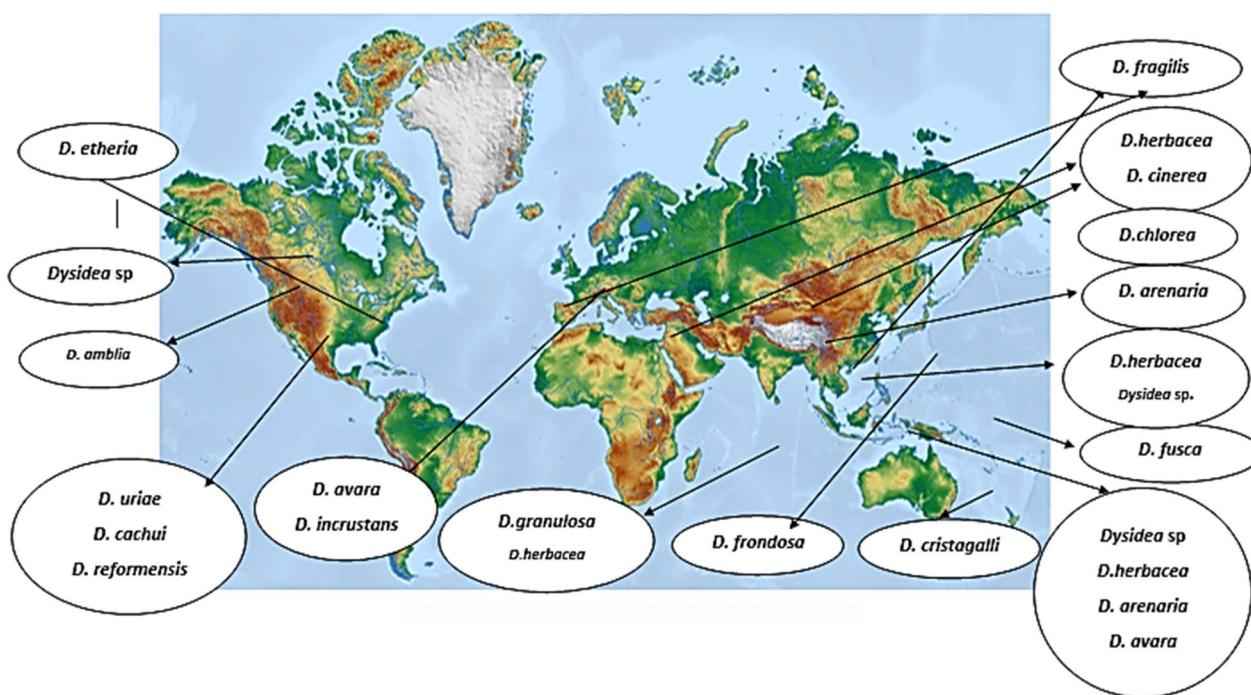 D. fragilis
D.herbacea
D. cinerea
D. etheria
D.chlorea
Dysidea sp
D. arenaria
D. amblia
D.herbacea
Dysidea sp.
D. fusca
D. uriae
D. cachui
D. reformensis
D. avara
D. incrustans
D.granulosa
D.herbacea
D. frondosa
D. cristagalli
Dysidea sp
D.herbacea
D. arenaria
D. avara